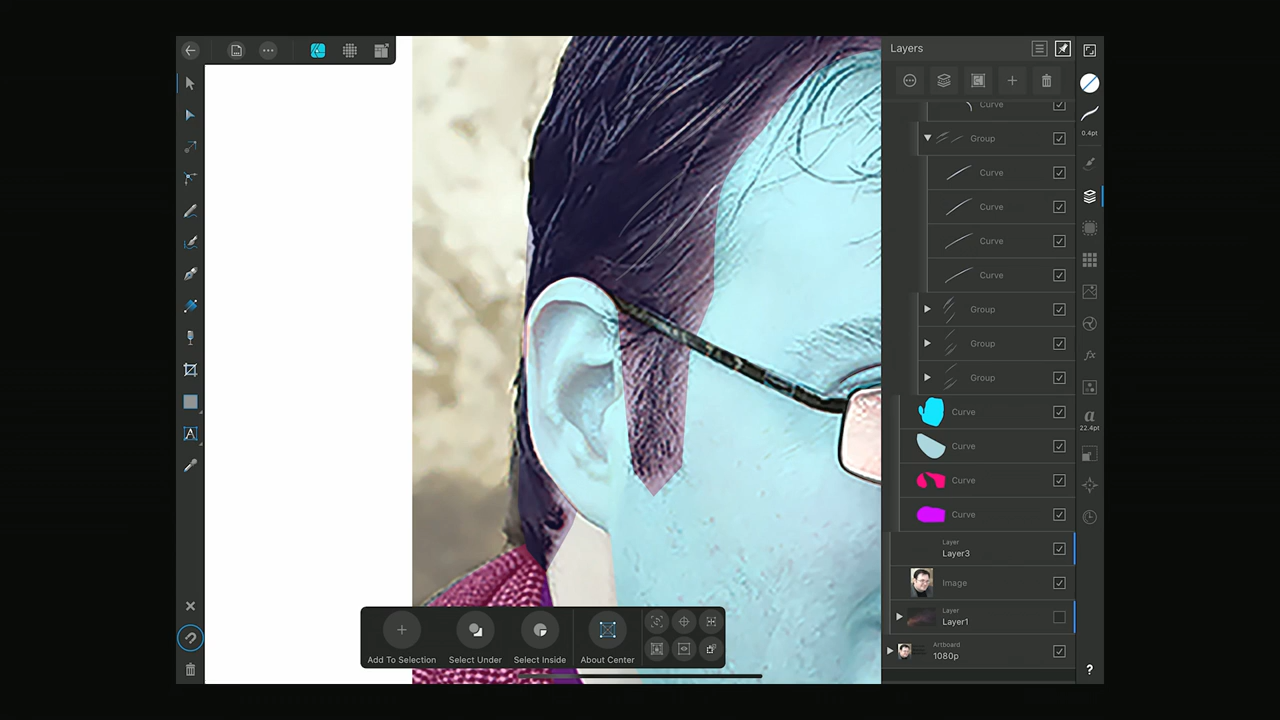 Layers
Curve
0.4pt
Group
Curve
Curve
Curve
Curve
Group
Group
Group
Curve
a
22.4pt
Curve
Curve
Curve
Layer
Layer3
Image
Layer
Layer1
Artboard
1080p
Add To Selection
Select Under
Select Inside
About Center
A
fx
?